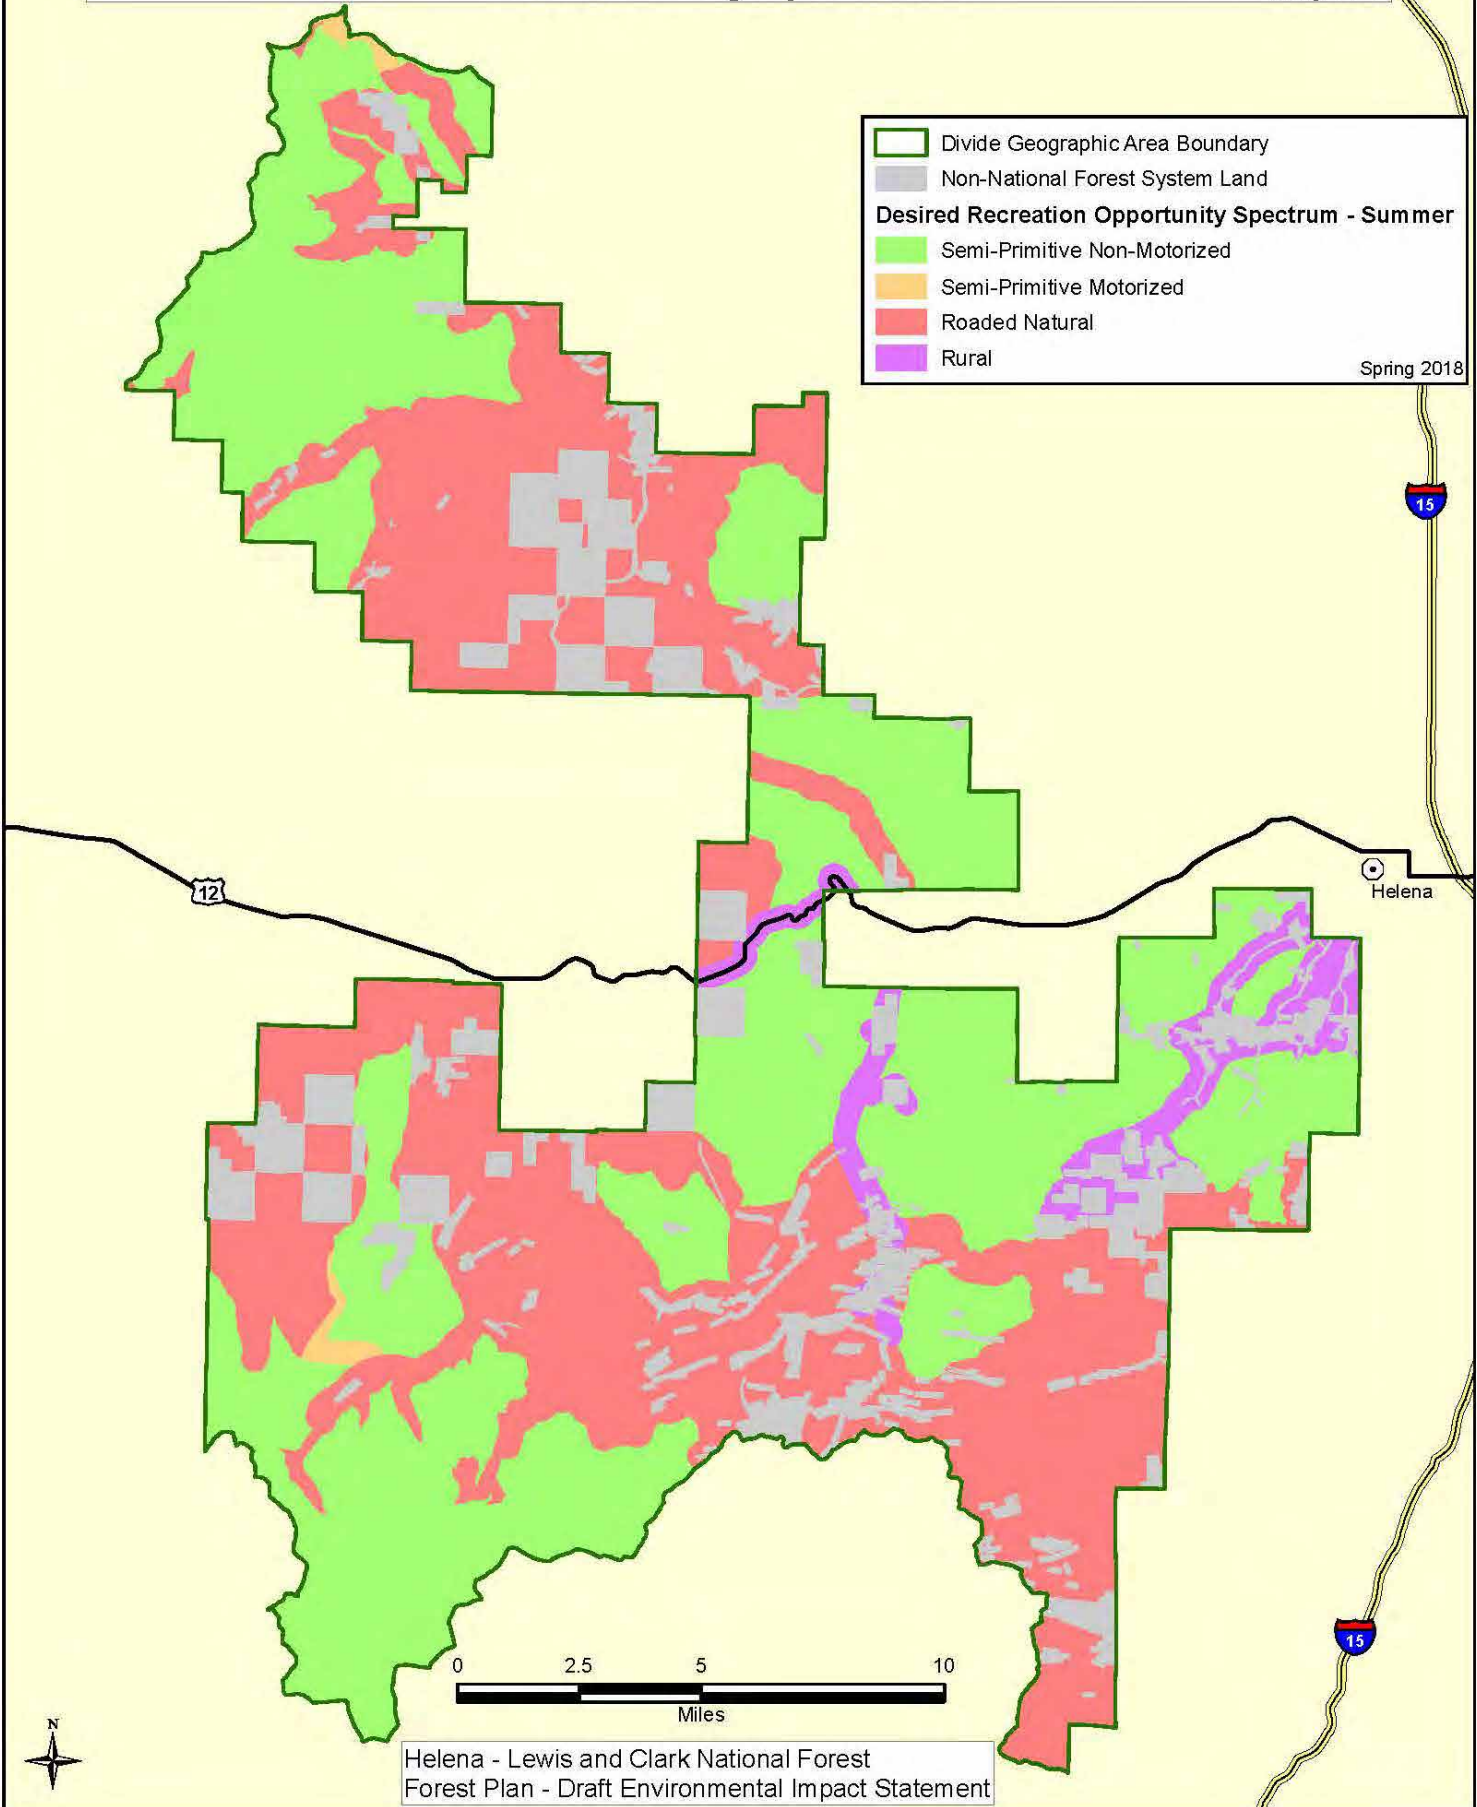 Divide Geographic Area Boundary
Non-National Forest System Land
Desired Recreation Opportunity Spectrum - Summer
Semi-Primitive Non-Motorized
Semi-Primitive Motorized
Roaded Natural
Rural
Spring 2018
15
12
Helena
15
0 2.5 5 10
Miles
N
Helena - Lewis and Clark National Forest
Forest Plan - Draft Environmental Impact Statement